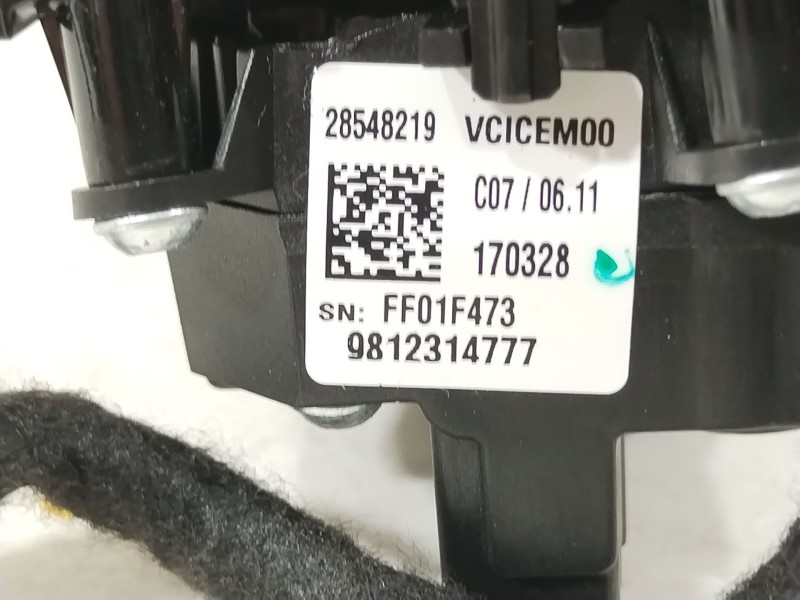 28548219 VCICEM00
C07 / 06.11
170328
SN: FF01F473
9812314777